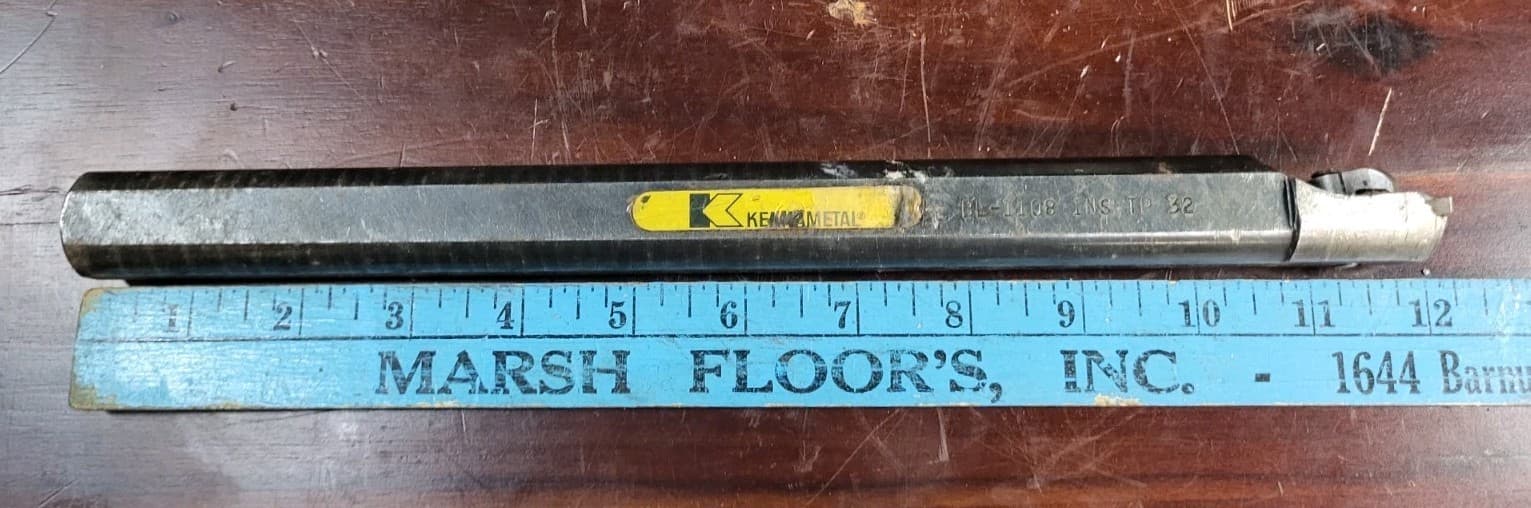 KENNAMETAL®
-1108 INS TP 32
1 2 3 4 5 6 7 8 9 10 11 12
MARSH FLOOR'S, INC. - 1644